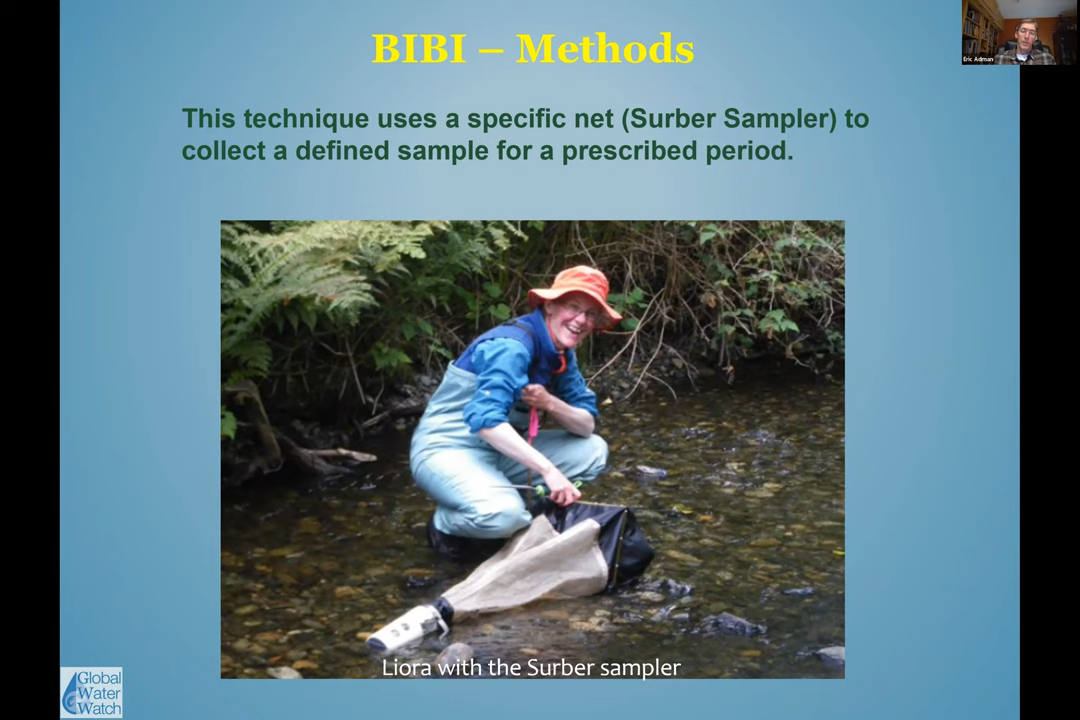 BIBI – Methods
Eric Adman
This technique uses a specific net (Surber Sampler) to
collect a defined sample for a prescribed period.
Liora with the Surber sampler
Global
Water
Watch